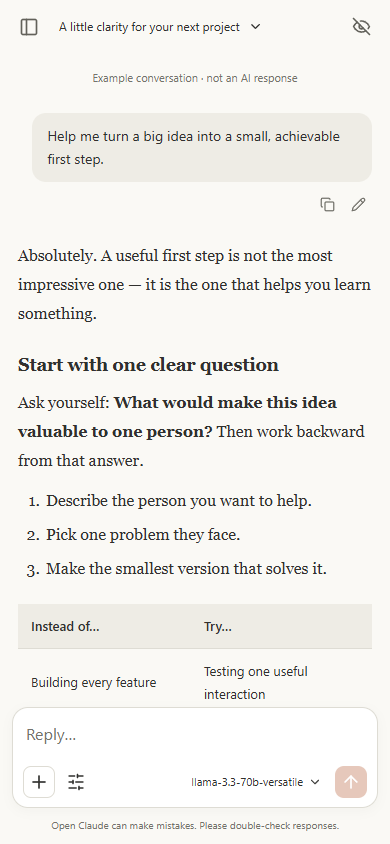 A little clarity for your next project
Example conversation · not an AI response
Help me turn a big idea into a small, achievable
first step.
Absolutely. A useful first step is not the most
impressive one — it is the one that helps you learn
something.
Start with one clear question
Ask yourself: What would make this idea
valuable to one person? Then work backward
from that answer.
1. Describe the person you want to help.
2. Pick one problem they face.
3. Make the smallest version that solves it.
Instead of... Try...
Building every feature Testing one useful
interaction
Reply...
llama-3.3-70b-versatile
Open Claude can make mistakes. Please double-check responses.